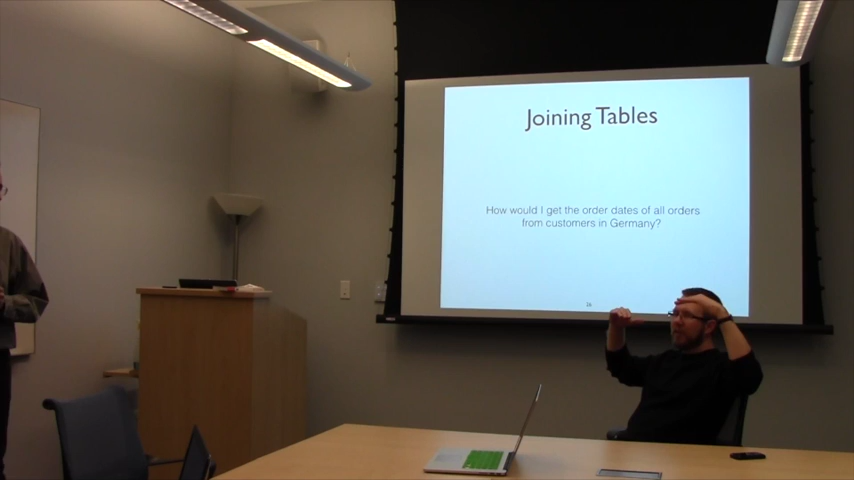 Joining Tables
How would I get the order dates of all orders
from customers in Germany?